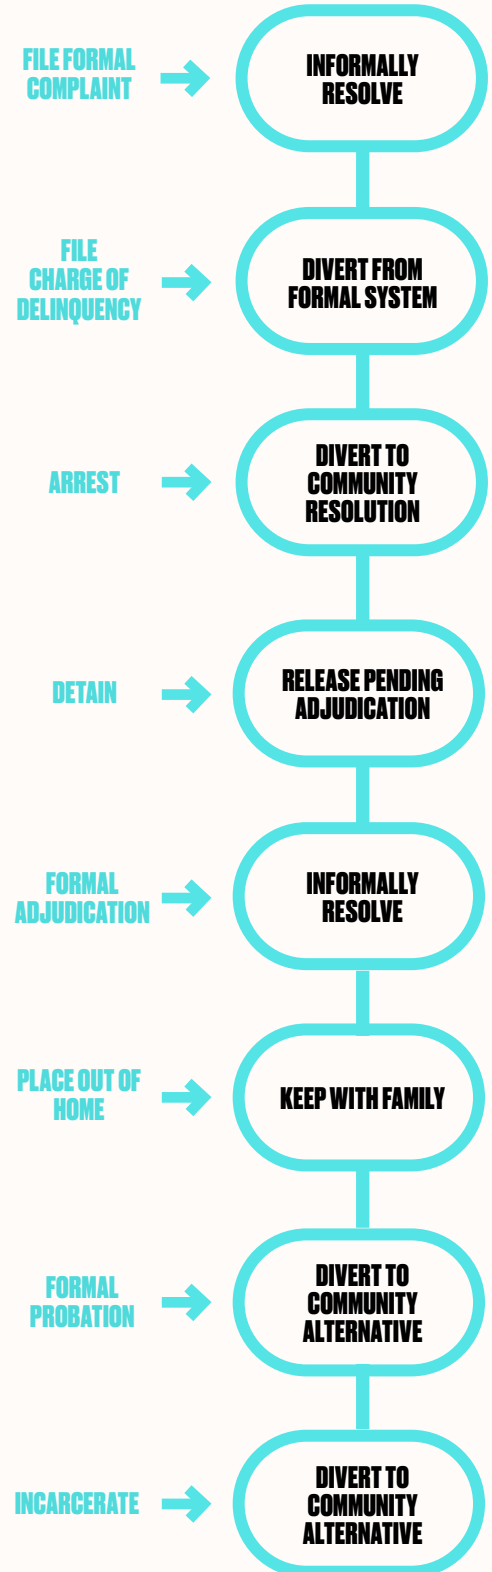 FILE FORMAL
COMPLAINT
INFORMALLY
RESOLVE
FILE
CHARGE OF
DELINQUENCY
DIVERT FROM
FORMAL SYSTEM
ARREST
DIVERT TO
COMMUNITY
RESOLUTION
DETAIN
RELEASE PENDING
ADJUDICATION
FORMAL
ADJUDICATION
INFORMALLY
RESOLVE
PLACE OUT OF
HOME
KEEP WITH FAMILY
FORMAL
PROBATION
DIVERT TO
COMMUNITY
ALTERNATIVE
INCARCERATE
DIVERT TO
COMMUNITY
ALTERNATIVE